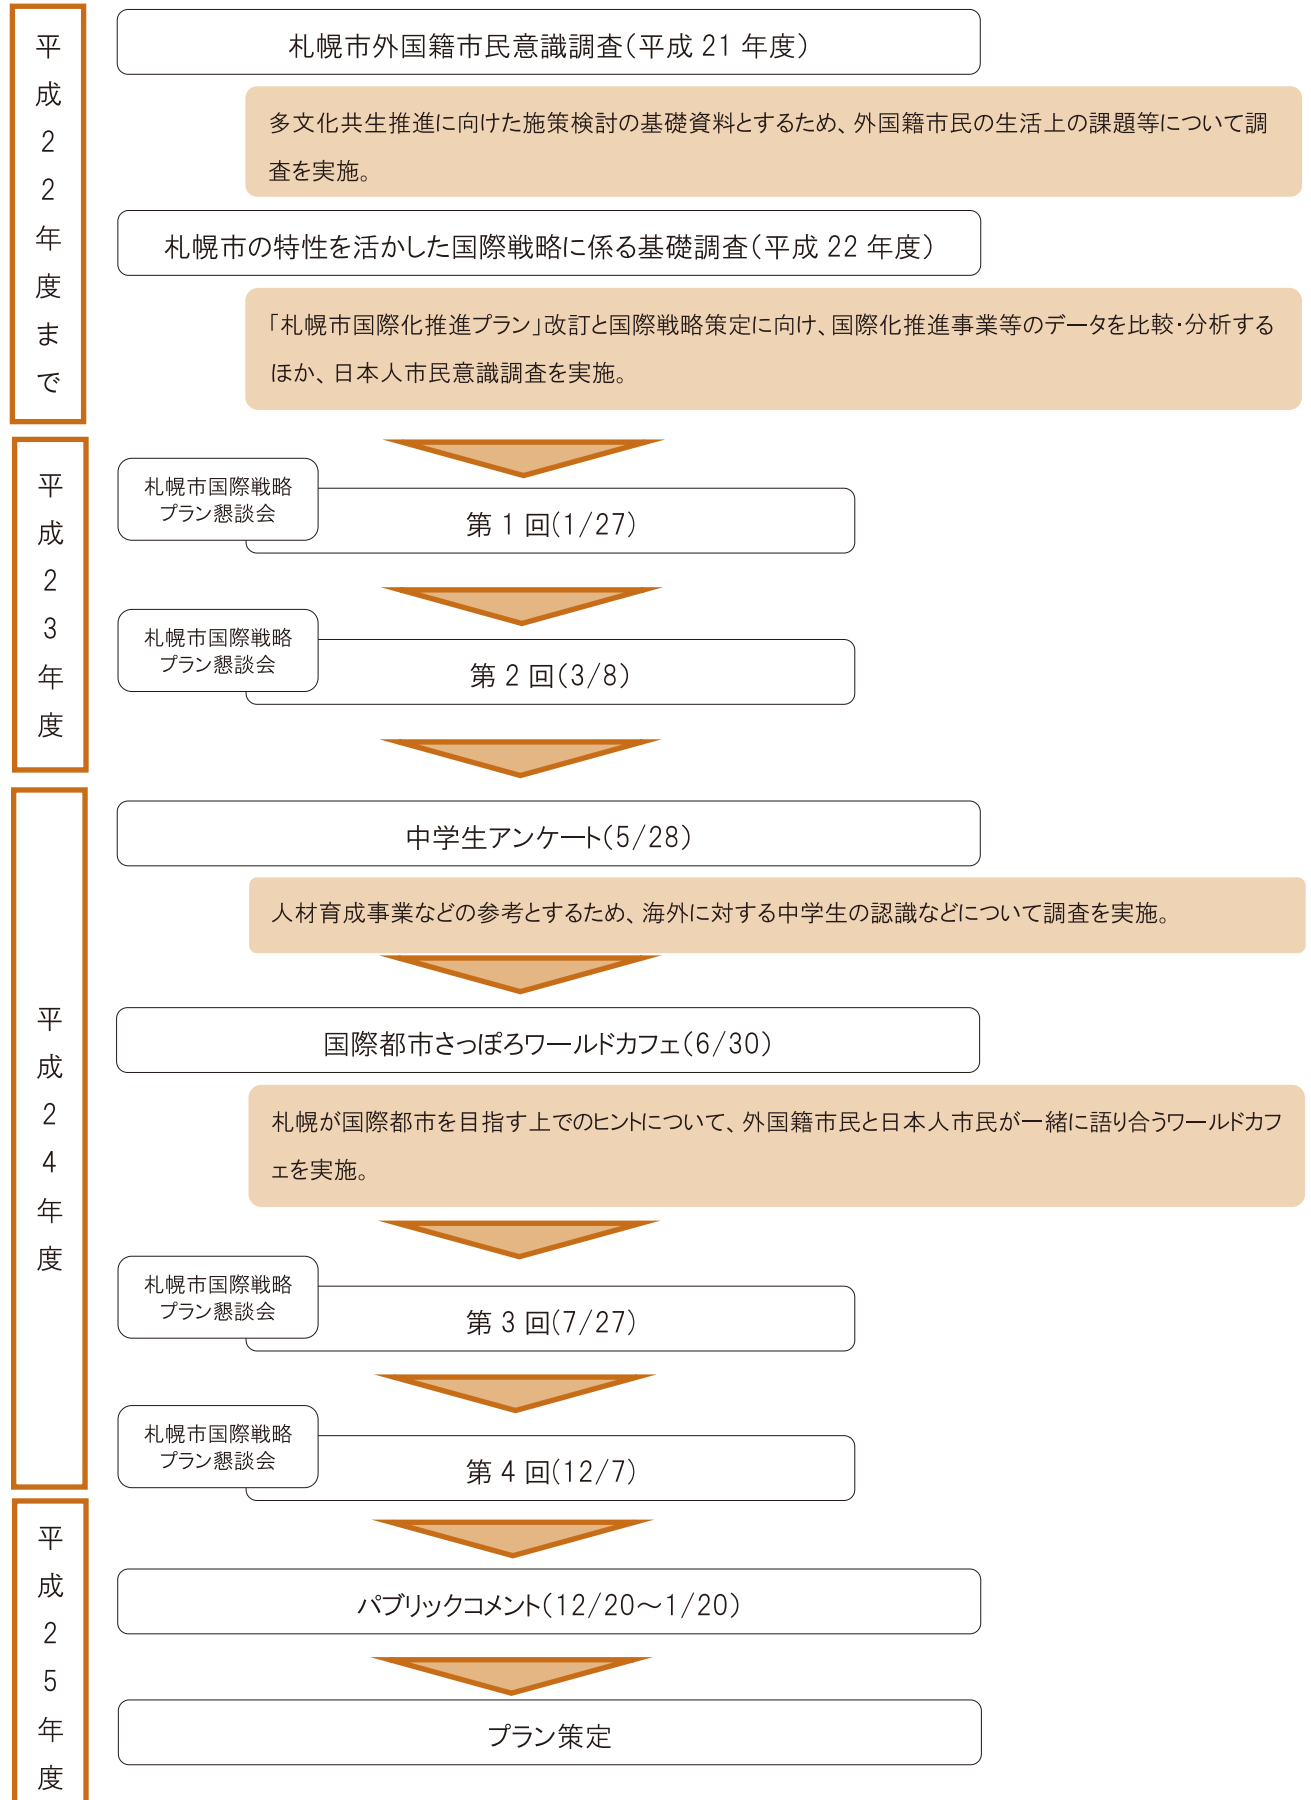 平成22年度まで
札幌市外国籍市民意識調査（平成 21 年度）
多文化共生推進に向けた施策検討の基礎資料とするため、外国籍市民の生活上の課題等について調
査を実施。
札幌市の特性を活かした国際戦略に係る基礎調査（平成 22 年度）
「札幌市国際化推進プラン」改訂と国際戦略策定に向け、国際化推進事業等のデータを比較・分析する
ほか、日本人市民意識調査を実施。
平成23年度
札幌市国際戦略
プラン懇談会
第 1 回(1/27)
札幌市国際戦略
プラン懇談会
第 2 回（3/8）
平成24年度
中学生アンケート（5/28）
人材育成事業などの参考とするため、海外に対する中学生の認識などについて調査を実施。
国際都市さっぽろワールドカフェ（6/30）
札幌が国際都市を目指す上でのヒントについて、外国籍市民と日本人市民が一緒に語り合うワールドカフ
ェを実施。
札幌市国際戦略
プラン懇談会
第 3 回(7/27)
札幌市国際戦略
プラン懇談会
第 4 回(12/7)
平成25年度
パブリックコメント（12/20～1/20）
プラン策定